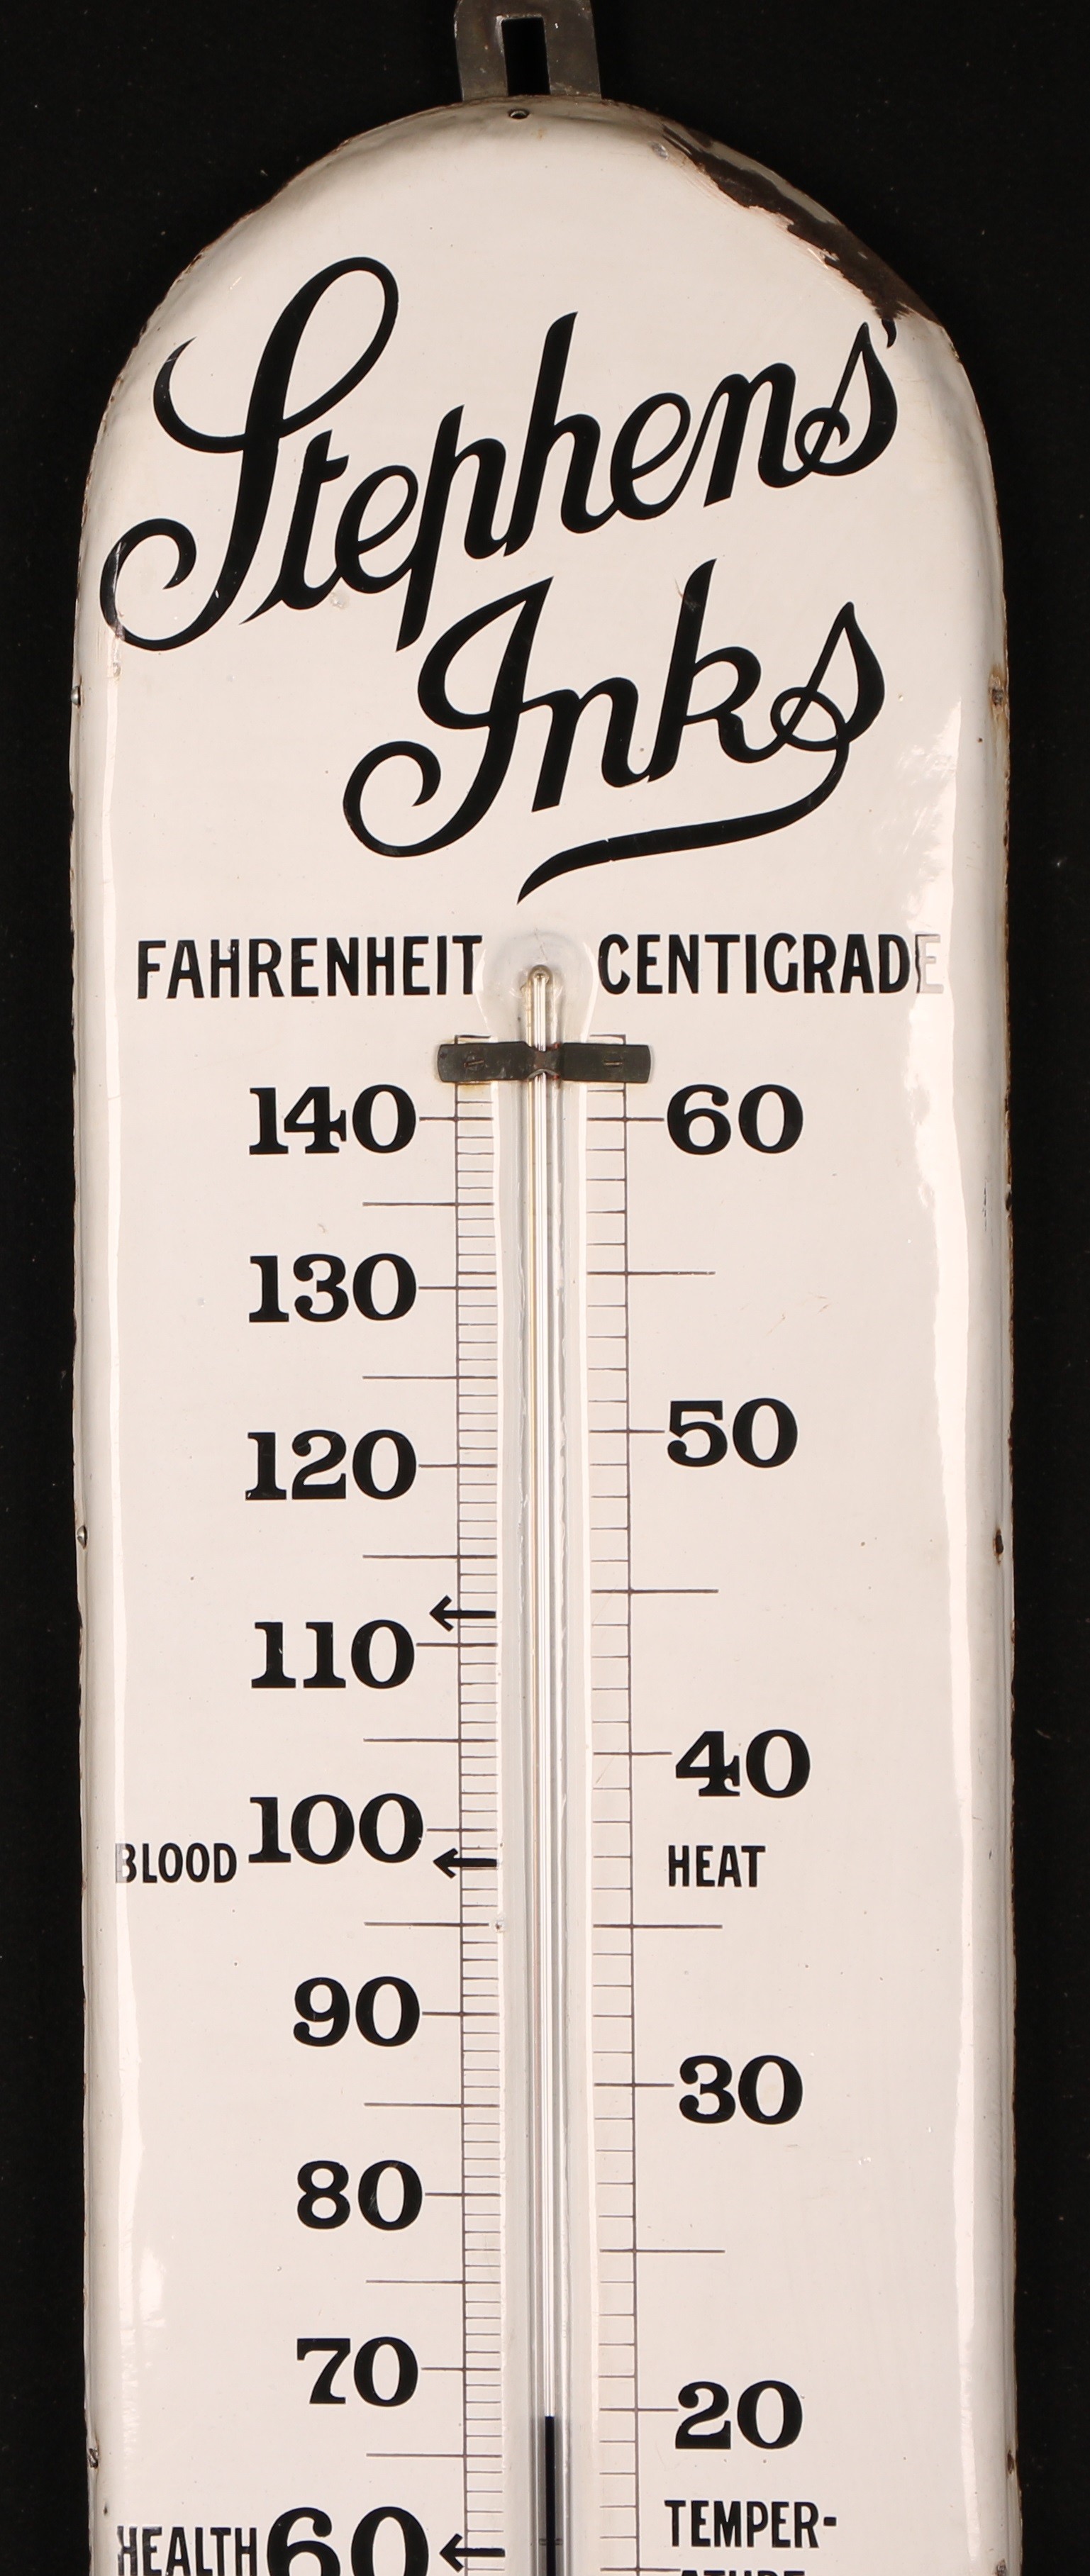 Stephens'
Inks
FAHRENHEIT CENTIGRADE
140 60
130
50
120
110
40
100
BLOOD HEAT
90
30
80
70
20
TEMPER-
HEALTH 60
ATURE